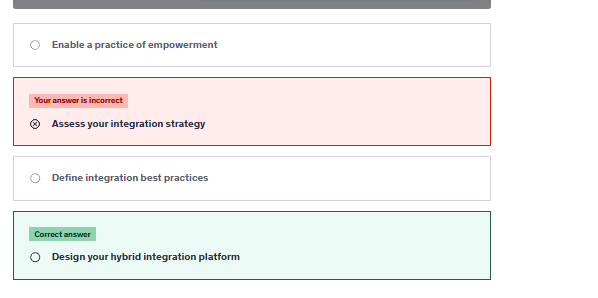 Enable a practice of empowerment
Your answer is incorrect
Assess your integration strategy
Define integration best practices
Correct answer
Design your hybrid integration platform